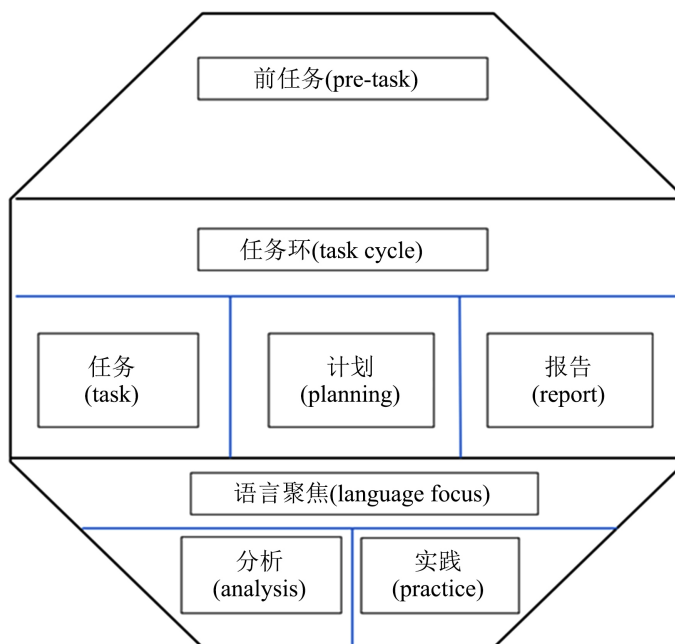 前任务(pre-task)
任务环(task cycle)
任务
(task)
计划
(planning)
报告
(report)
语言聚焦(language focus)
分析
(analysis)
实践
(practice)